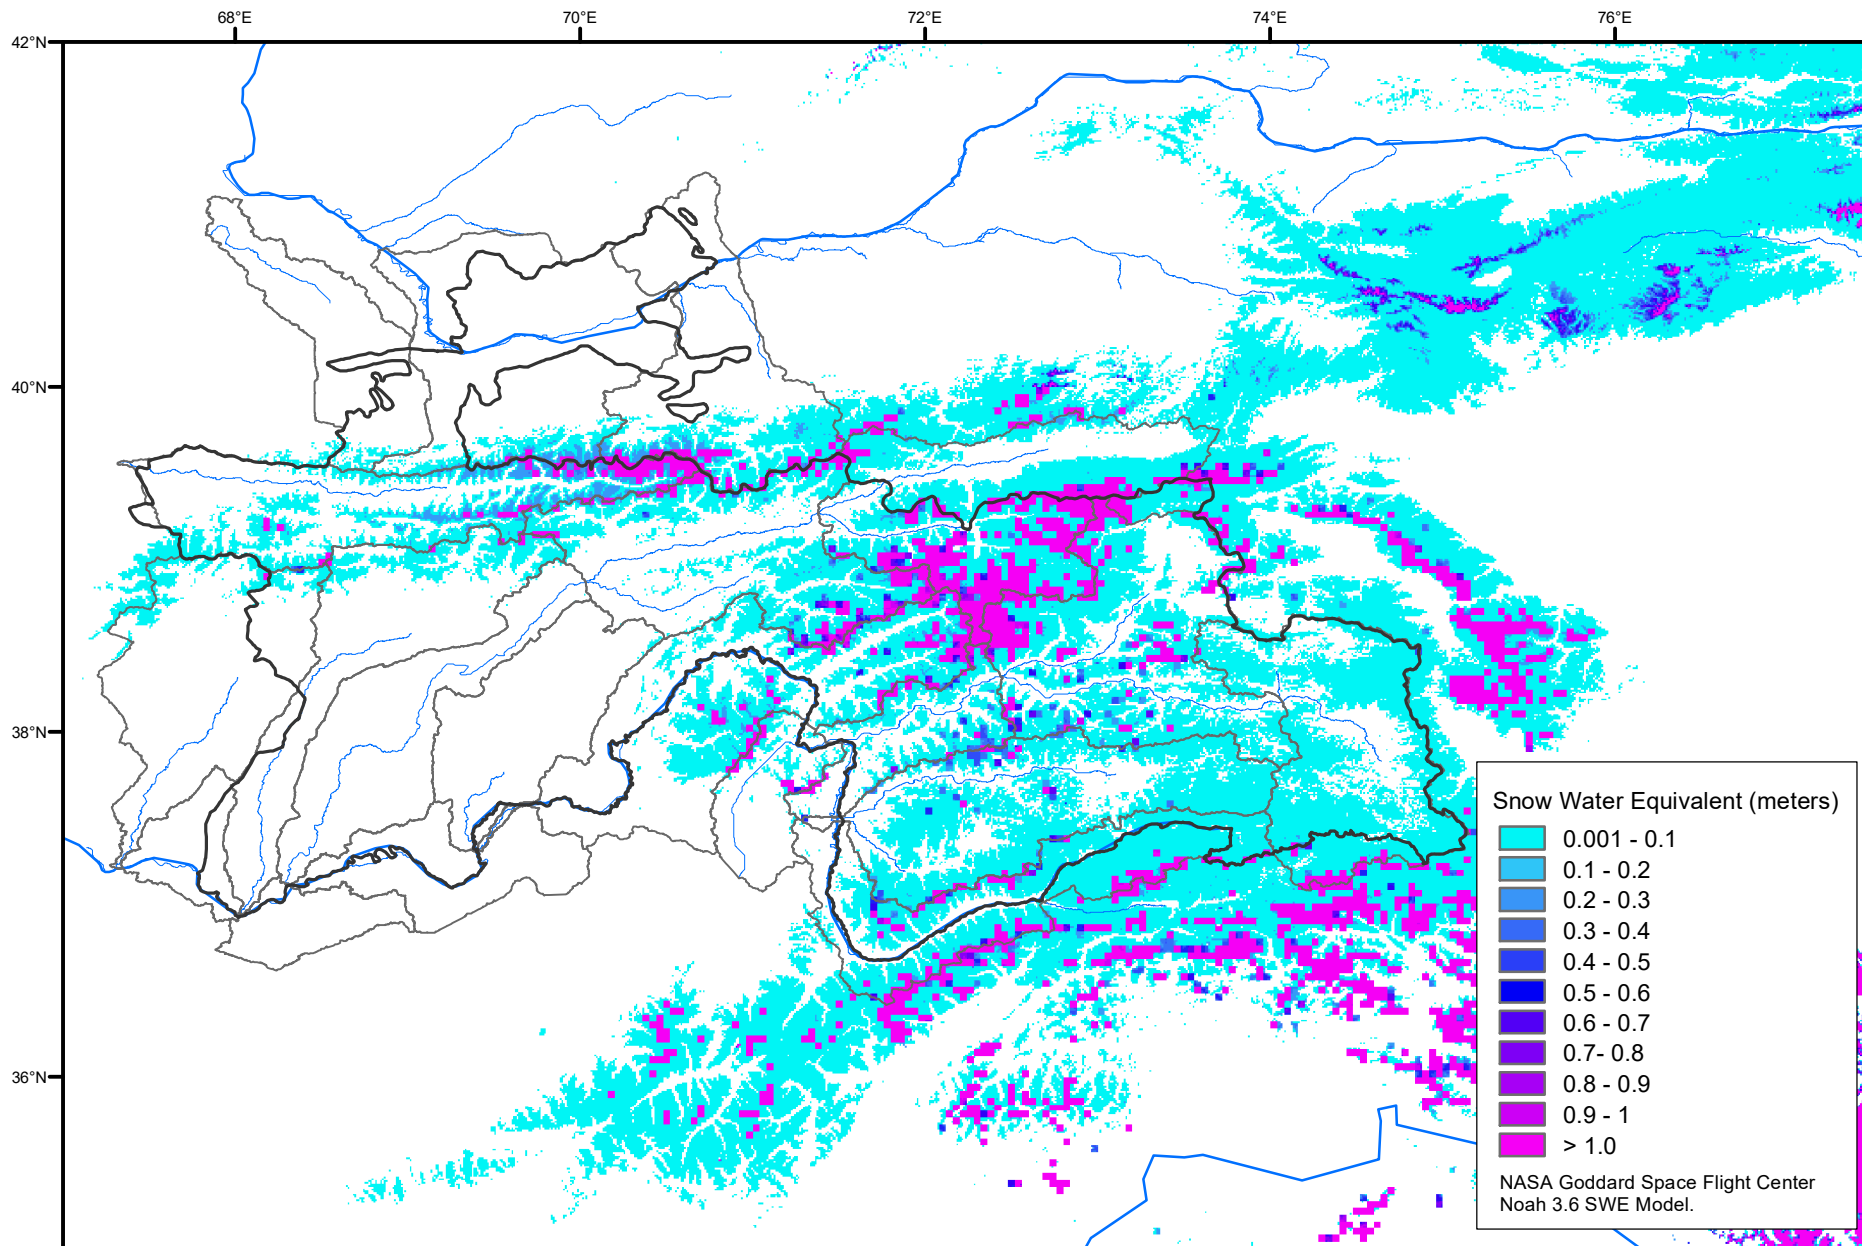 68°E 70°E 72°E 74°E 76°E
42°N
40°N
38°N
36°N
Snow Water Equivalent (meters)
0.001 - 0.1
0.1 - 0.2
0.2 - 0.3
0.3 - 0.4
0.4 - 0.5
0.5 - 0.6
0.6 - 0.7
0.7- 0.8
0.8 - 0.9
0.9 - 1
> 1.0
NASA Goddard Space Flight Center
Noah 3.6 SWE Model.